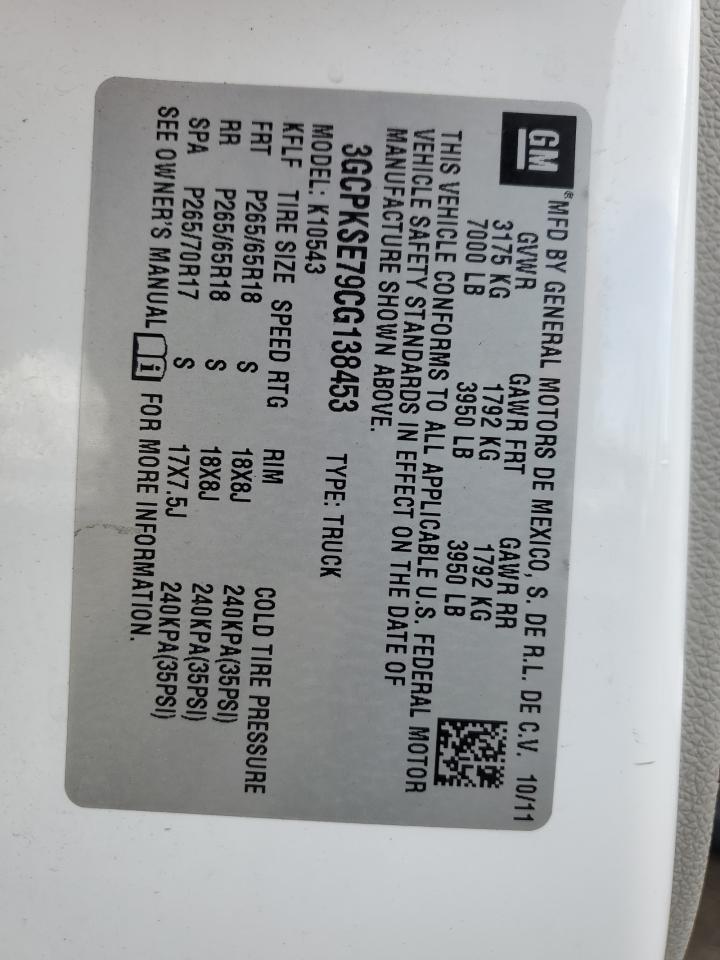 GM ® MFD BY GENERAL MOTORS DE MEXICO, S. DE R.L. DE C.V. 10/11
GVWR GAWR FRT GAWR RR
3175 KG 1792 KG 1792 KG
7000 LB 3950 LB 3950 LB
THIS VEHICLE CONFORMS TO ALL APPLICABLE U.S. FEDERAL MOTOR
VEHICLE SAFETY STANDARDS IN EFFECT ON THE DATE OF
MANUFACTURE SHOWN ABOVE.
3GCPKSE79CG138453 TYPE: TRUCK
MODEL: K10543
KFLF TIRE SIZE SPEED RTG RIM COLD TIRE PRESSURE
FRT P265/65R18 S 18X8J 240KPA(35PSI)
RR P265/65R18 S 18X8J 240KPA(35PSI)
SPA P265/70R17 S 17X7.5J 240KPA(35PSI)
SEE OWNER'S MANUAL i FOR MORE INFORMATION.